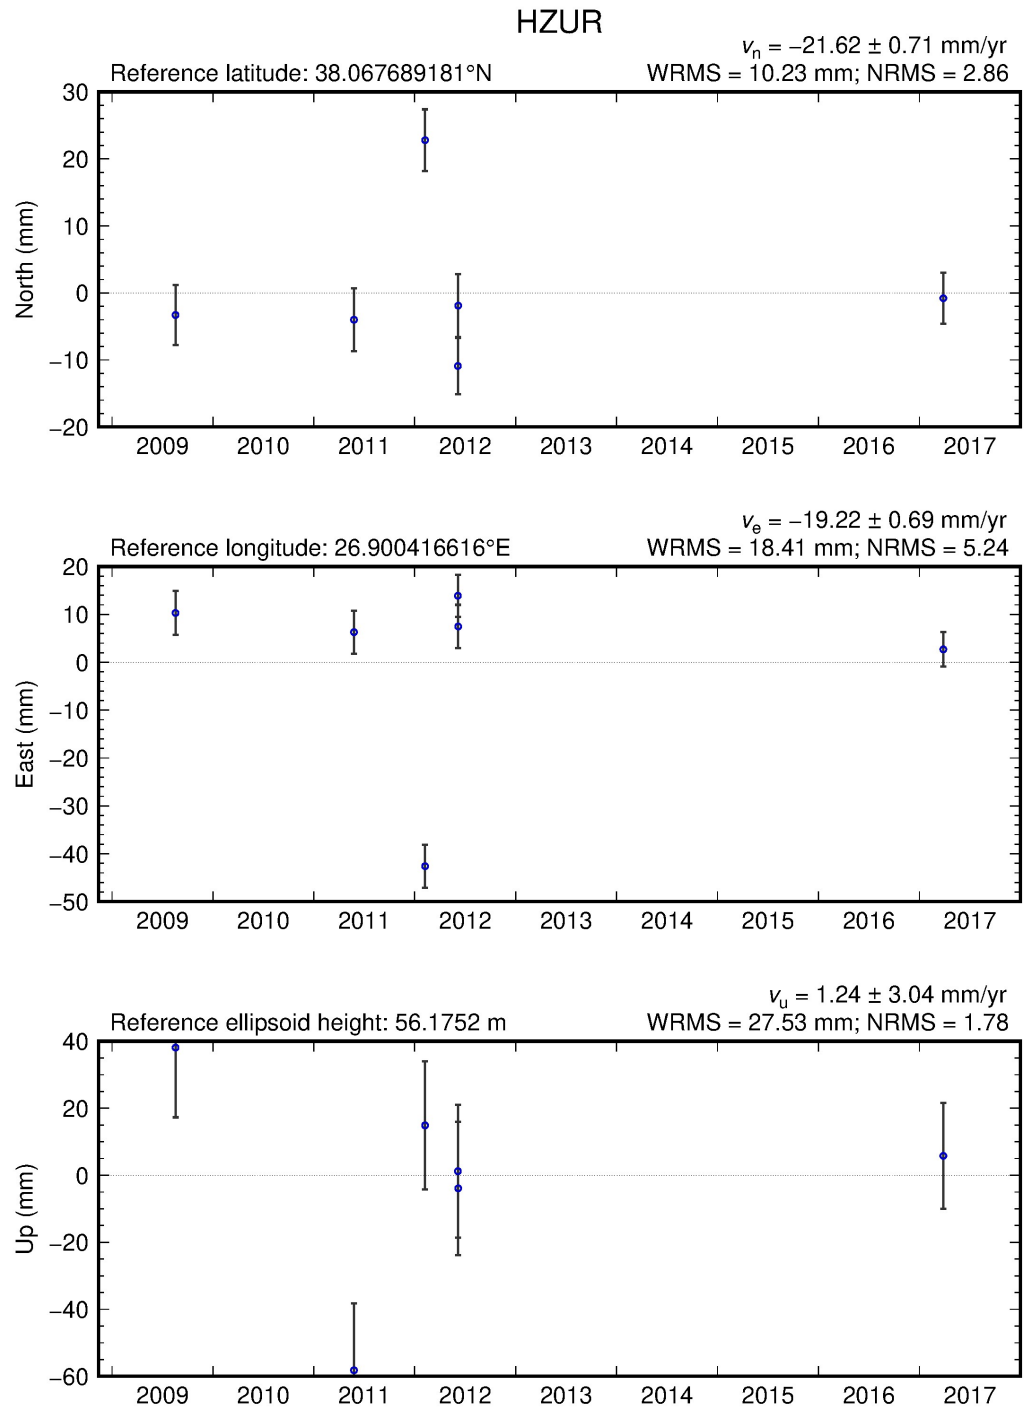 HZUR
vn = −21.62 ± 0.71 mm/yr
Reference latitude: 38.067689181°N WRMS = 10.23 mm; NRMS = 2.86
30
20
10
0
−10
−20
North (mm)
2009 2010 2011 2012 2013 2014 2015 2016 2017
ve = −19.22 ± 0.69 mm/yr
Reference longitude: 26.900416616°E WRMS = 18.41 mm; NRMS = 5.24
20
10
0
−10
−20
−30
−40
−50
East (mm)
2009 2010 2011 2012 2013 2014 2015 2016 2017
vu = 1.24 ± 3.04 mm/yr
Reference ellipsoid height: 56.1752 m WRMS = 27.53 mm; NRMS = 1.78
40
20
0
−20
−40
−60
Up (mm)
2009 2010 2011 2012 2013 2014 2015 2016 2017